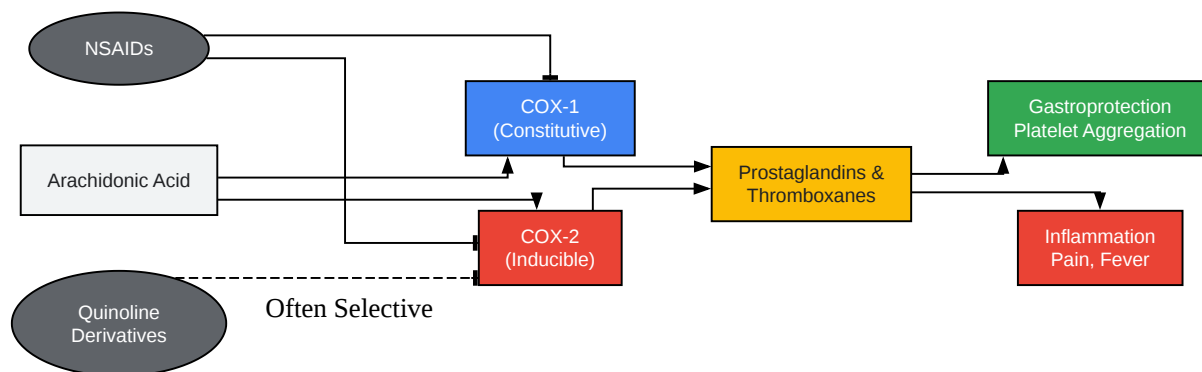 NSAIDs
COX-1
(Constitutive)
Gastroprotection
Platelet Aggregation
Arachidonic Acid
Prostaglandins &
Thromboxanes
COX-2
(Inducible)
Inflammation
Pain, Fever
Quinoline
Derivatives
Often Selective